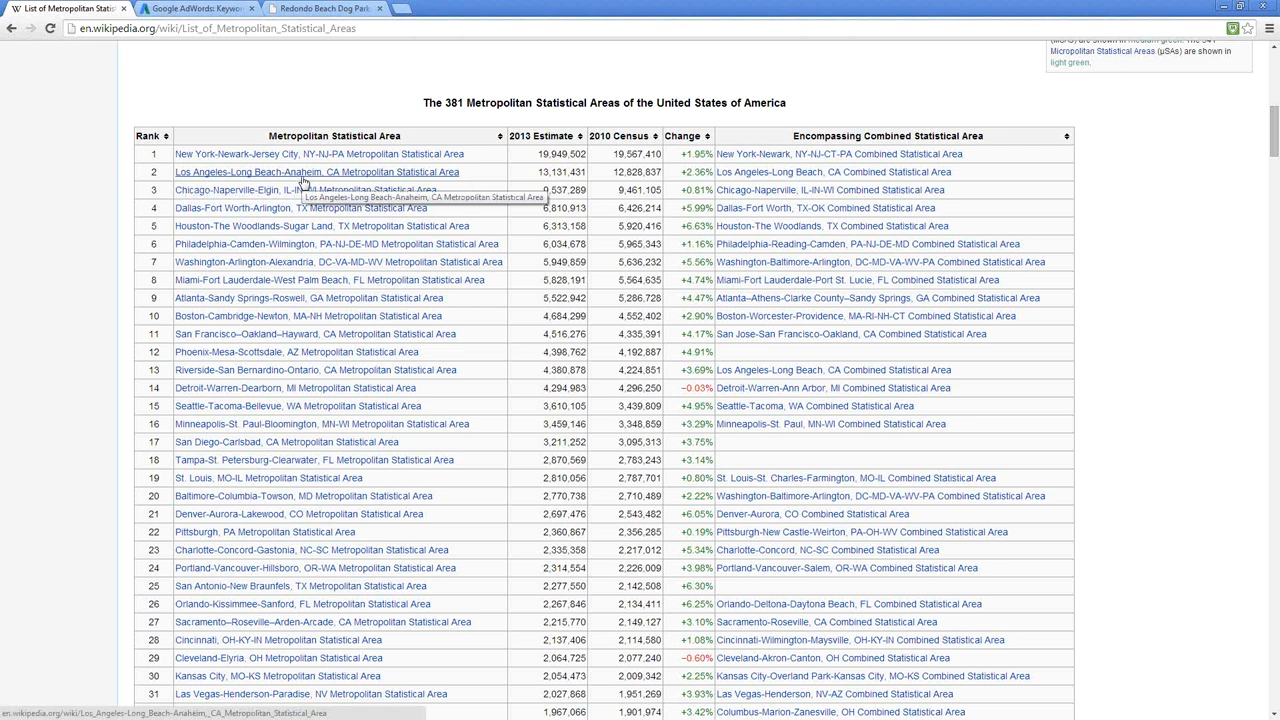 List of Metropolitan Statis
Google AdWords: Keywor
Redondo Beach Dog Park
en.wikipedia.org/wiki/List_of_Metropolitan_Statistical_Areas
Micropolitan Statistical Areas (μSAs) are shown in
light green.
The 381 Metropolitan Statistical Areas of the United States of America
Rank Metropolitan Statistical Area 2013 Estimate 2010 Census Change Encompassing Combined Statistical Area
1 New York-Newark-Jersey City, NY-NJ-PA Metropolitan Statistical Area 19,949,502 19,567,410 +1.95% New York-Newark, NY-NJ-CT-PA Combined Statistical Area
2 Los Angeles-Long Beach-Anaheim, CA Metropolitan Statistical Area 13,131,431 12,828,837 +2.36% Los Angeles-Long Beach, CA Combined Statistical Area
3 Chicago-Naperville-Elgin, IL-IN-WI Metropolitan Statistical Area 9,537,289 9,461,105 +0.81% Chicago-Naperville, IL-IN-WI Combined Statistical Area
Los Angeles-Long Beach-Anaheim, CA Metropolitan Statistical Area
4 Dallas-Fort Worth-Arlington, TX Metropolitan Statistical Area 6,810,913 6,426,214 +5.99% Dallas-Fort Worth, TX-OK Combined Statistical Area
5 Houston-The Woodlands-Sugar Land, TX Metropolitan Statistical Area 6,313,158 5,920,416 +6.63% Houston-The Woodlands, TX Combined Statistical Area
6 Philadelphia-Camden-Wilmington, PA-NJ-DE-MD Metropolitan Statistical Area 6,034,678 5,965,343 +1.16% Philadelphia-Reading-Camden, PA-NJ-DE-MD Combined Statistical Area
7 Washington-Arlington-Alexandria, DC-VA-MD-WV Metropolitan Statistical Area 5,949,859 5,636,232 +5.56% Washington-Baltimore-Arlington, DC-MD-VA-WV-PA Combined Statistical Area
8 Miami-Fort Lauderdale-West Palm Beach, FL Metropolitan Statistical Area 5,828,191 5,564,635 +4.74% Miami-Fort Lauderdale-Port St. Lucie, FL Combined Statistical Area
9 Atlanta-Sandy Springs-Roswell, GA Metropolitan Statistical Area 5,522,942 5,286,728 +4.47% Atlanta–Athens-Clarke County–Sandy Springs, GA Combined Statistical Area
10 Boston-Cambridge-Newton, MA-NH Metropolitan Statistical Area 4,684,299 4,552,402 +2.90% Boston-Worcester-Providence, MA-RI-NH-CT Combined Statistical Area
11 San Francisco–Oakland–Hayward, CA Metropolitan Statistical Area 4,516,276 4,335,391 +4.17% San Jose-San Francisco-Oakland, CA Combined Statistical Area
12 Phoenix-Mesa-Scottsdale, AZ Metropolitan Statistical Area 4,398,762 4,192,887 +4.91%
13 Riverside-San Bernardino-Ontario, CA Metropolitan Statistical Area 4,380,878 4,224,851 +3.69% Los Angeles-Long Beach, CA Combined Statistical Area
14 Detroit-Warren-Dearborn, MI Metropolitan Statistical Area 4,294,983 4,296,250 −0.03% Detroit-Warren-Ann Arbor, MI Combined Statistical Area
15 Seattle-Tacoma-Bellevue, WA Metropolitan Statistical Area 3,610,105 3,439,809 +4.95% Seattle-Tacoma, WA Combined Statistical Area
16 Minneapolis-St. Paul-Bloomington, MN-WI Metropolitan Statistical Area 3,459,146 3,348,859 +3.29% Minneapolis-St. Paul, MN-WI Combined Statistical Area
17 San Diego-Carlsbad, CA Metropolitan Statistical Area 3,211,252 3,095,313 +3.75%
18 Tampa-St. Petersburg-Clearwater, FL Metropolitan Statistical Area 2,870,569 2,783,243 +3.14%
19 St. Louis, MO-IL Metropolitan Statistical Area 2,810,056 2,787,701 +0.80% St. Louis-St. Charles-Farmington, MO-IL Combined Statistical Area
20 Baltimore-Columbia-Towson, MD Metropolitan Statistical Area 2,770,738 2,710,489 +2.22% Washington-Baltimore-Arlington, DC-MD-VA-WV-PA Combined Statistical Area
21 Denver-Aurora-Lakewood, CO Metropolitan Statistical Area 2,697,476 2,543,482 +6.05% Denver-Aurora, CO Combined Statistical Area
22 Pittsburgh, PA Metropolitan Statistical Area 2,360,867 2,356,285 +0.19% Pittsburgh-New Castle-Weirton, PA-OH-WV Combined Statistical Area
23 Charlotte-Concord-Gastonia, NC-SC Metropolitan Statistical Area 2,335,358 2,217,012 +5.34% Charlotte-Concord, NC-SC Combined Statistical Area
24 Portland-Vancouver-Hillsboro, OR-WA Metropolitan Statistical Area 2,314,554 2,226,009 +3.98% Portland-Vancouver-Salem, OR-WA Combined Statistical Area
25 San Antonio-New Braunfels, TX Metropolitan Statistical Area 2,277,550 2,142,508 +6.30%
26 Orlando-Kissimmee-Sanford, FL Metropolitan Statistical Area 2,267,846 2,134,411 +6.25% Orlando-Deltona-Daytona Beach, FL Combined Statistical Area
27 Sacramento–Roseville–Arden-Arcade, CA Metropolitan Statistical Area 2,215,770 2,149,127 +3.10% Sacramento-Roseville, CA Combined Statistical Area
28 Cincinnati, OH-KY-IN Metropolitan Statistical Area 2,137,406 2,114,580 +1.08% Cincinnati-Wilmington-Maysville, OH-KY-IN Combined Statistical Area
29 Cleveland-Elyria, OH Metropolitan Statistical Area 2,064,725 2,077,240 −0.60% Cleveland-Akron-Canton, OH Combined Statistical Area
30 Kansas City, MO-KS Metropolitan Statistical Area 2,054,473 2,009,342 +2.25% Kansas City-Overland Park-Kansas City, MO-KS Combined Statistical Area
31 Las Vegas-Henderson-Paradise, NV Metropolitan Statistical Area 2,027,868 1,951,269 +3.93% Las Vegas-Henderson, NV-AZ Combined Statistical Area
1,967,066 1,901,974 +3.42% Columbus-Marion-Zanesville, OH Combined Statistical Area
en.wikipedia.org/wiki/Los_Angeles-Long_Beach-Anaheim,_CA_Metropolitan_Statistical_Area